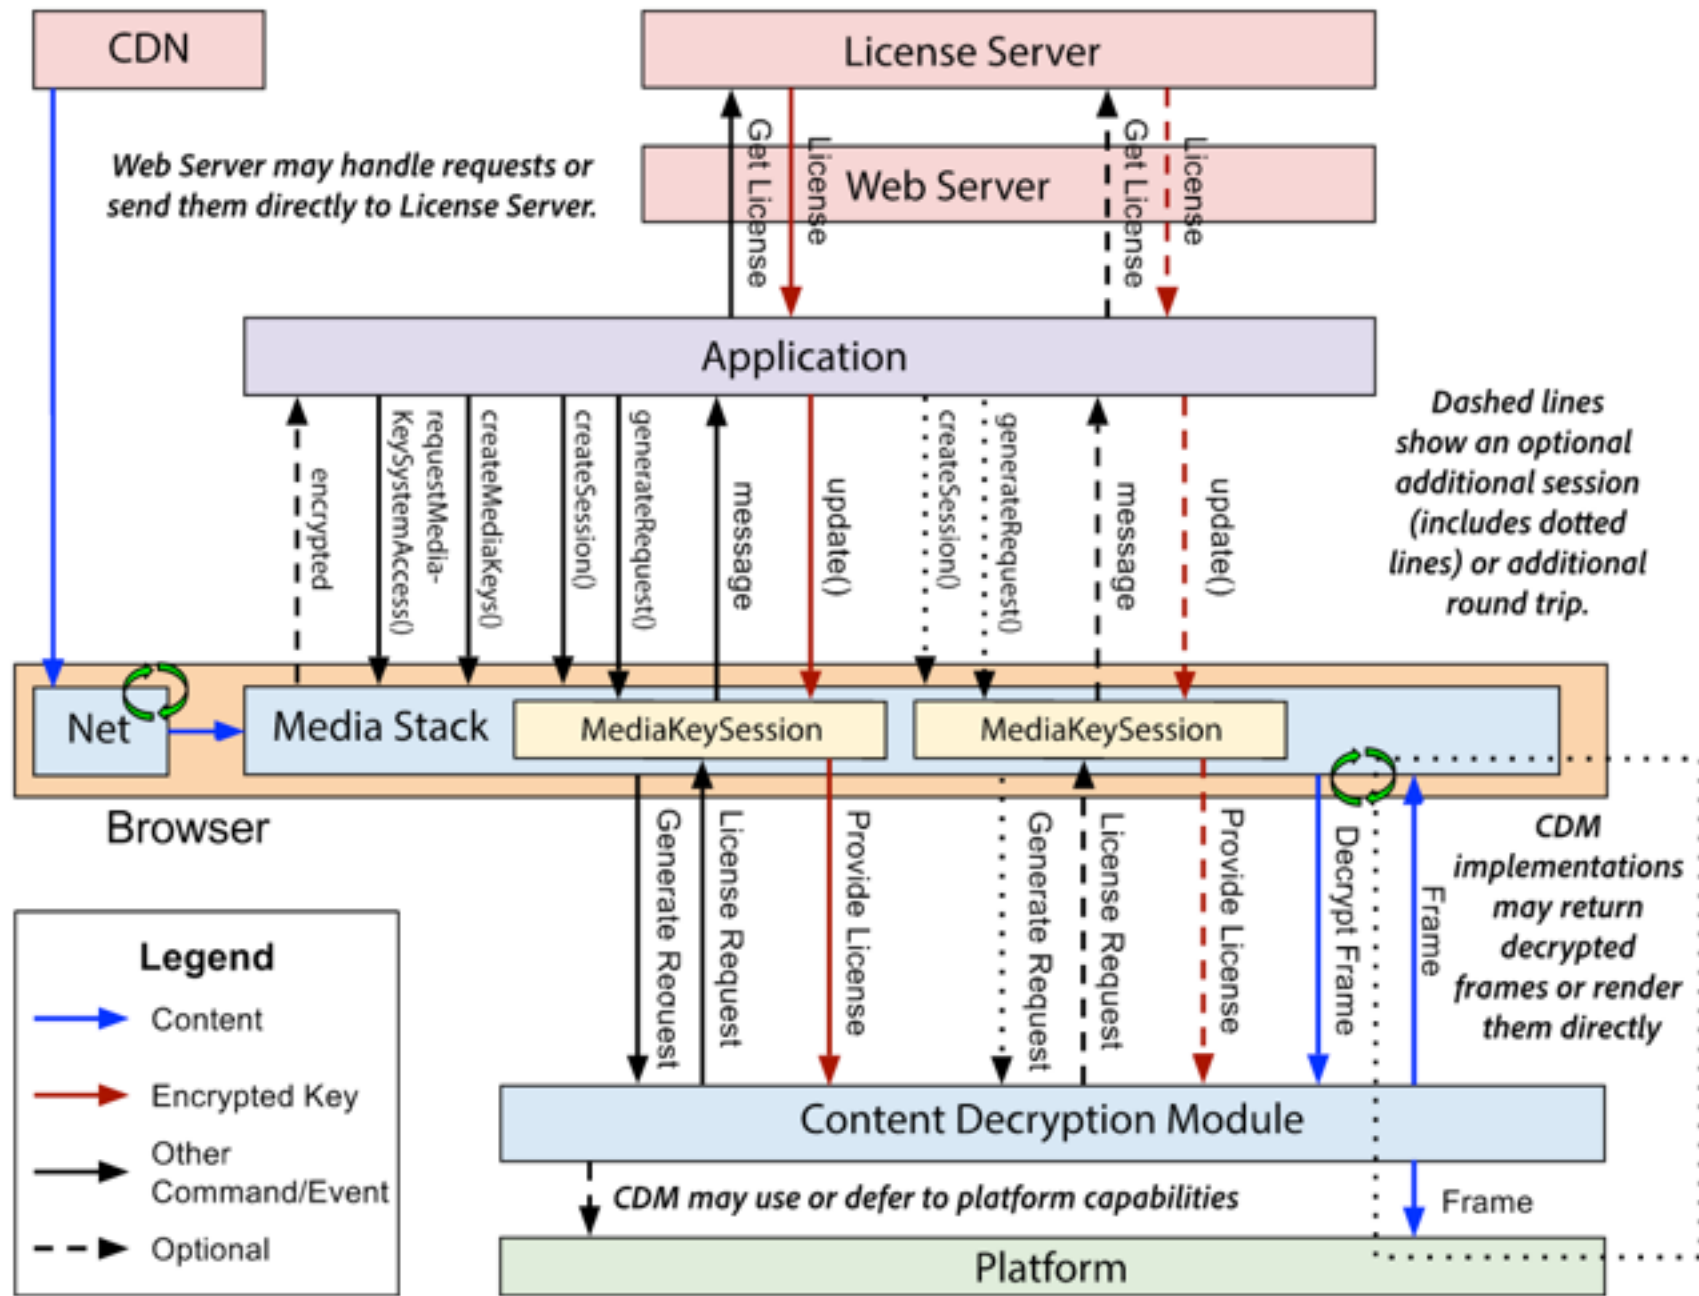 CDN
License Server
Web Server may handle requests or
send them directly to License Server.
Get License
License
Get License
License
Web Server
Application
encrypted
requestMedia-
KeySystemAccess()
createMediaKeys()
createSession()
generateRequest()
message
update()
createSession()
generateRequest()
message
update()
Dashed lines
show an optional
additional session
(includes dotted
lines) or additional
round trip.
Net
Media Stack
MediaKeySession
MediaKeySession
Browser
Generate Request
License Request
Provide License
Generate Request
License Request
Provide License
Decrypt Frame
Frame
CDM
implementations
may return
decrypted
frames or render
them directly
Legend
Content
Encrypted Key
Other
Command/Event
Optional
Content Decryption Module
CDM may use or defer to platform capabilities
Frame
Platform